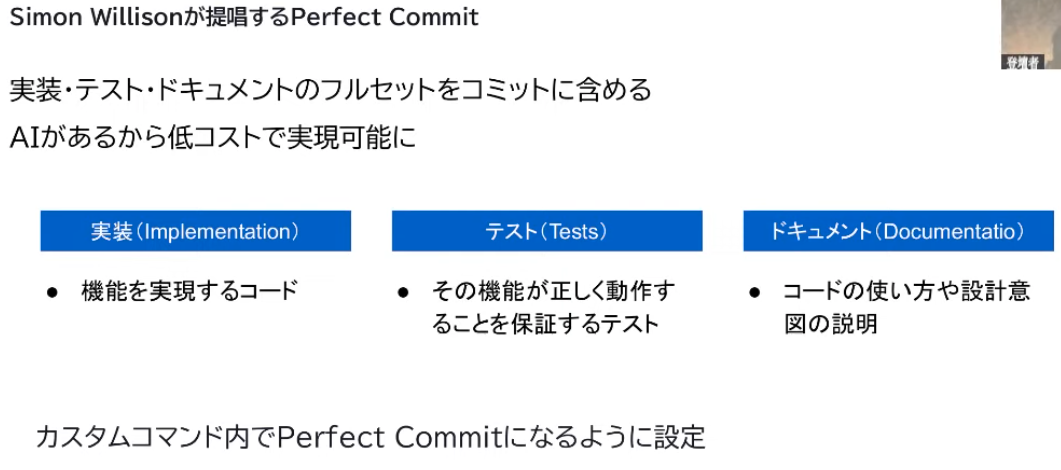 Simon Willisonが提唱するPerfect Commit
登壇者
実装・テスト・ドキュメントのフルセットをコミットに含める
AIがあるから低コストで実現可能に
実装(Implementation)
● 機能を実現するコード
テスト(Tests)
● その機能が正しく動作す
ることを保証するテスト
ドキュメント(Documentatio)
● コードの使い方や設計意
図の説明
カスタムコマンド内でPerfect Commitになるように設定